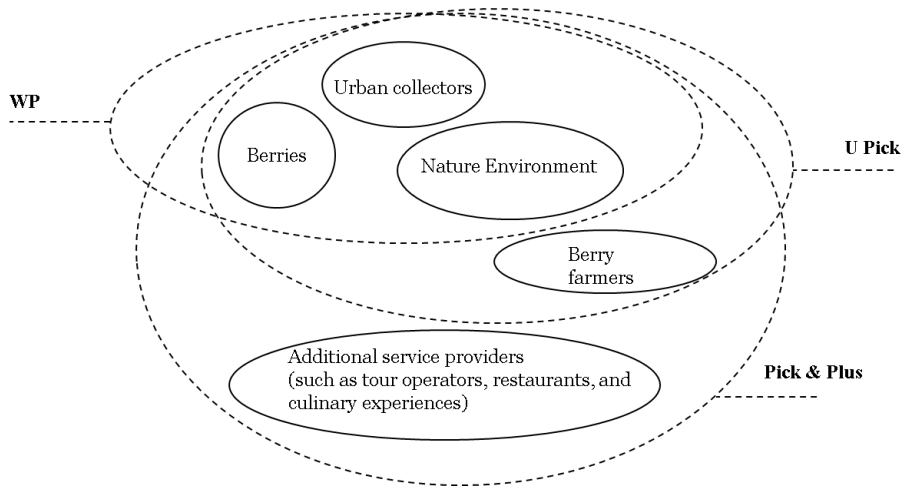 Urban collectors
WP
Berries
U Pick
Nature Environment
Berry
farmers
Additional service providers
(such as tour operators, restaurants, and
culinary experiences)
Pick & Plus